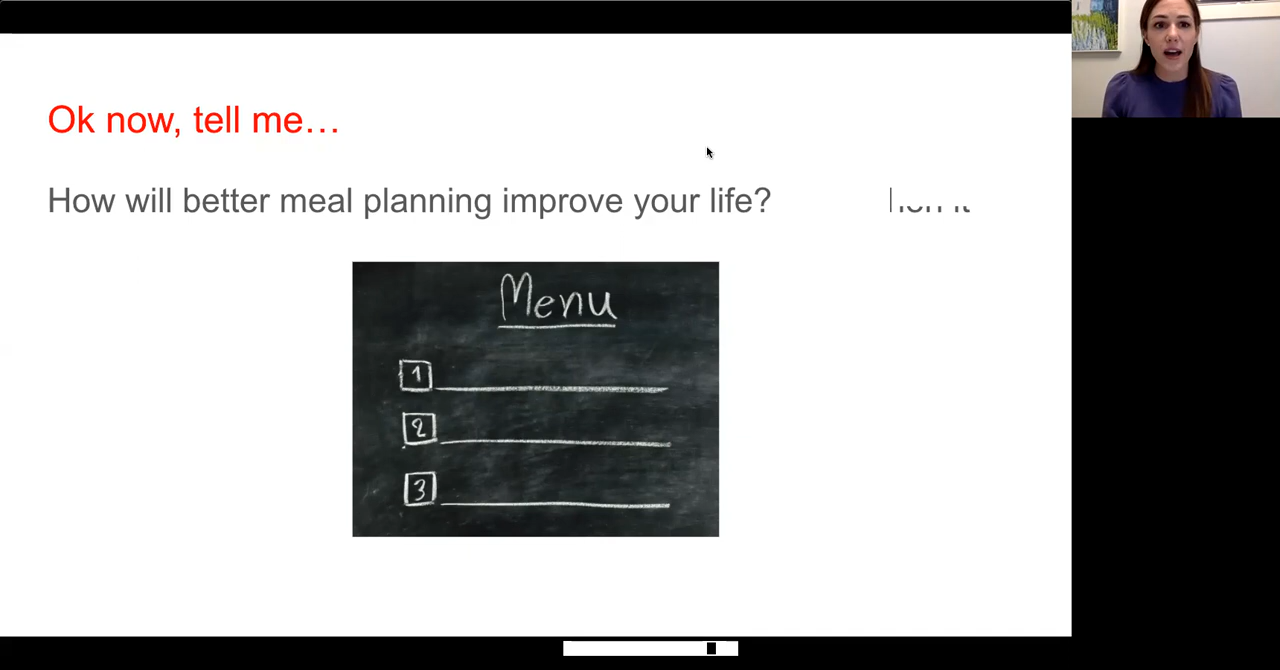 Ok now, tell me…
How will better meal planning improve your life?
Menu
1
2
3